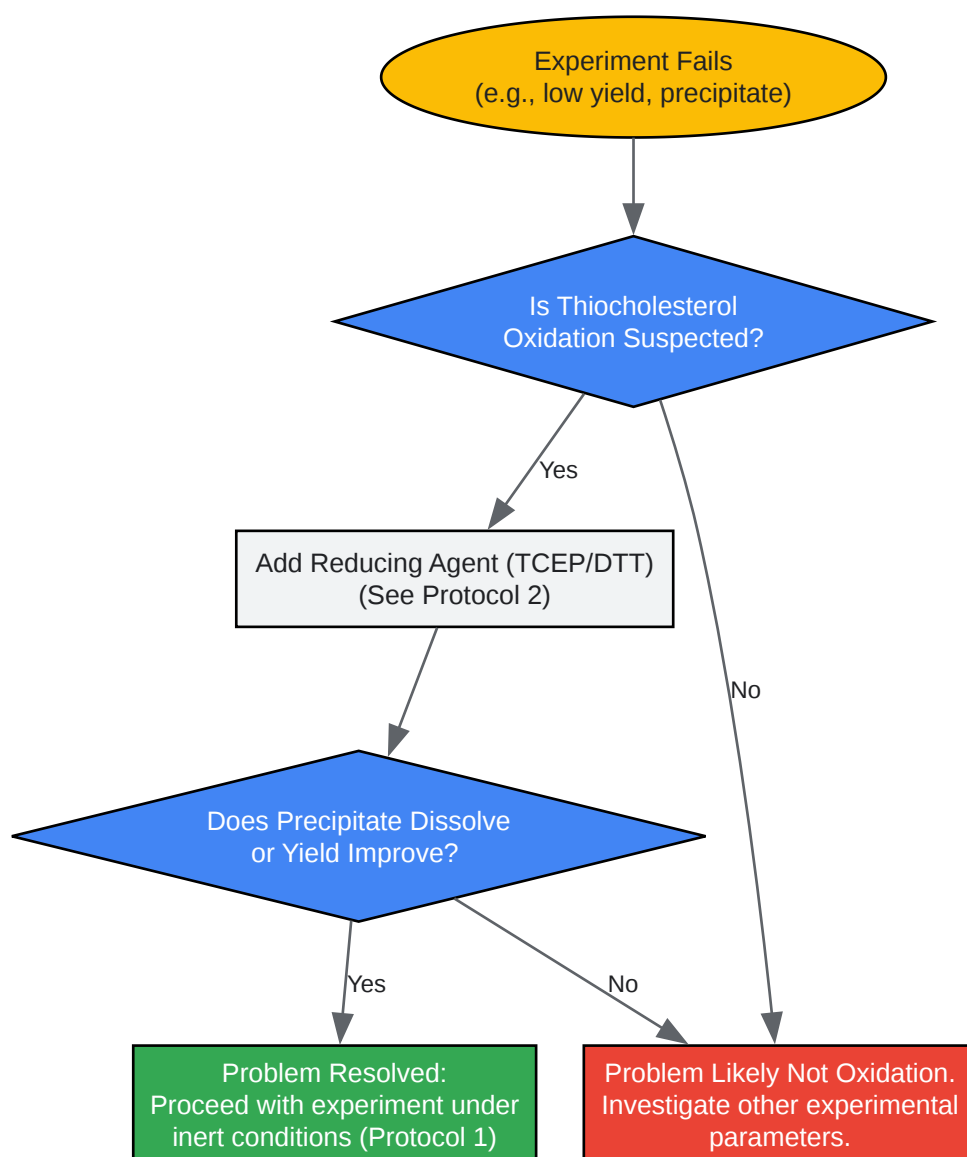 Experiment Fails
(e.g., low yield, precipitate)
Is Thiocholesterol
Oxidation Suspected?
Yes
Add Reducing Agent (TCEP/DTT)
(See Protocol 2)
No
Does Precipitate Dissolve
or Yield Improve?
Yes
No
Problem Resolved:
Proceed with experiment under
inert conditions (Protocol 1)
Problem Likely Not Oxidation.
Investigate other experimental
parameters.